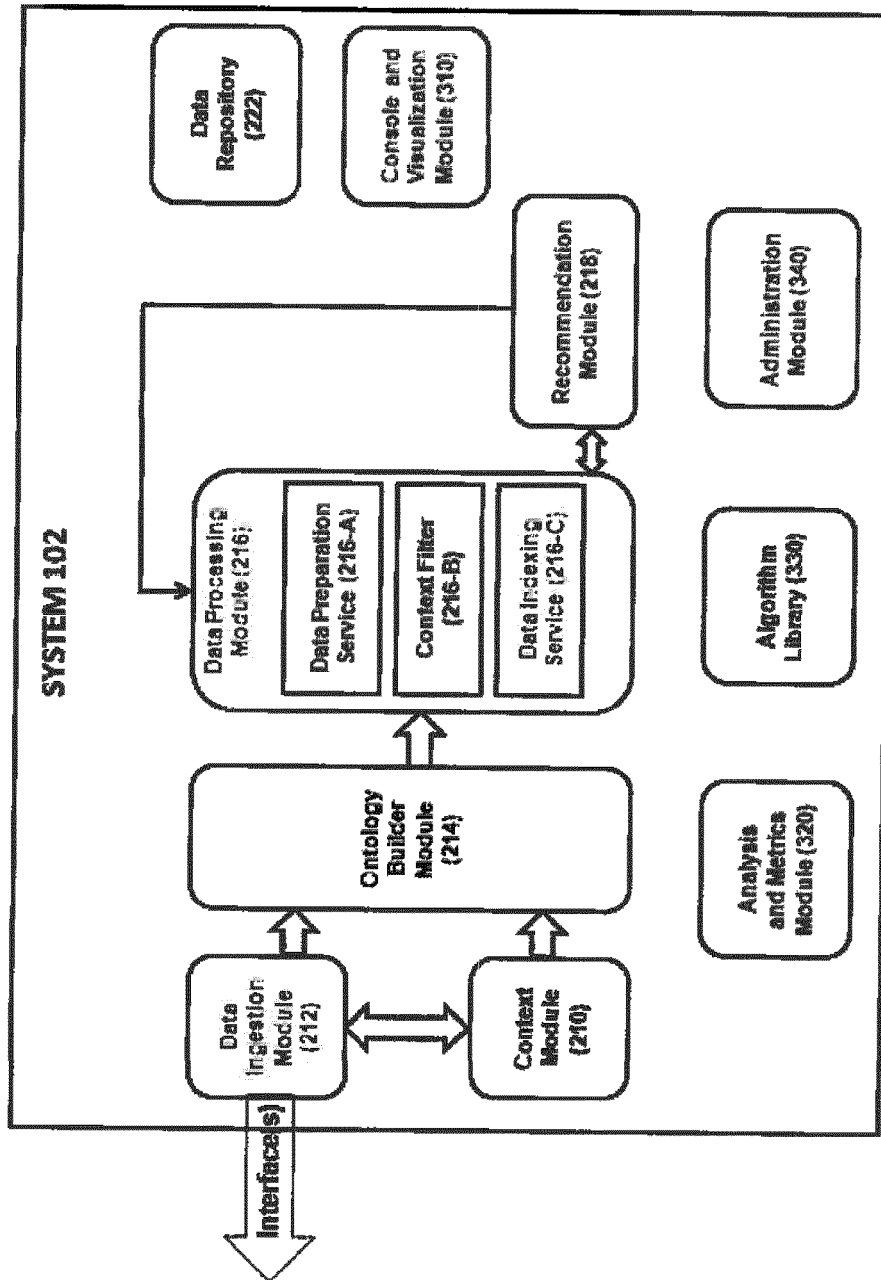 SYSTEM 102
Interface(s)
Data
Ingestion
Module
(212)
Context
Module
(210)
Ontology
Builder
Module
(214)
Data Processing
Module (216)
Data Preparation
Service (216-A)
Context Filter
(216-B)
Data Indexing
Service (216-C)
Recommendation
Module (218)
Data
Repository
(222)
Console and
Visualization
Module (310)
Analysis
and Metrics
Module (320)
Algorithm
Library (330)
Administration
Module (340)